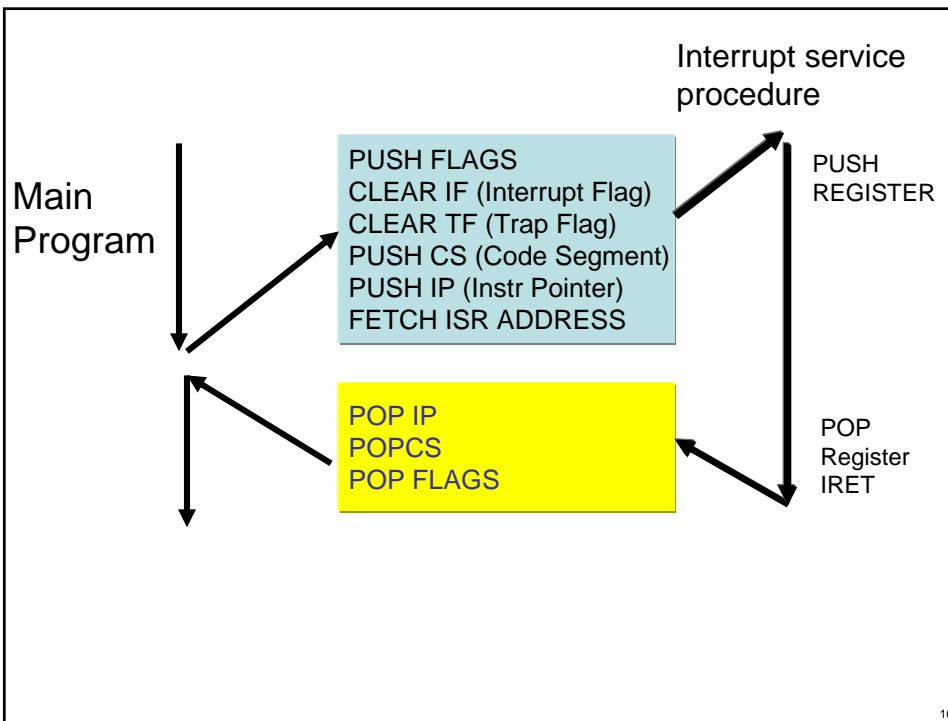 Interrupt service
procedure
Main
Program
PUSH FLAGS
CLEAR IF (Interrupt Flag)
CLEAR TF (Trap Flag)
PUSH CS (Code Segment)
PUSH IP (Instr Pointer)
FETCH ISR ADDRESS
PUSH
REGISTER
POP IP
POPCS
POP FLAGS
POP
Register
IRET